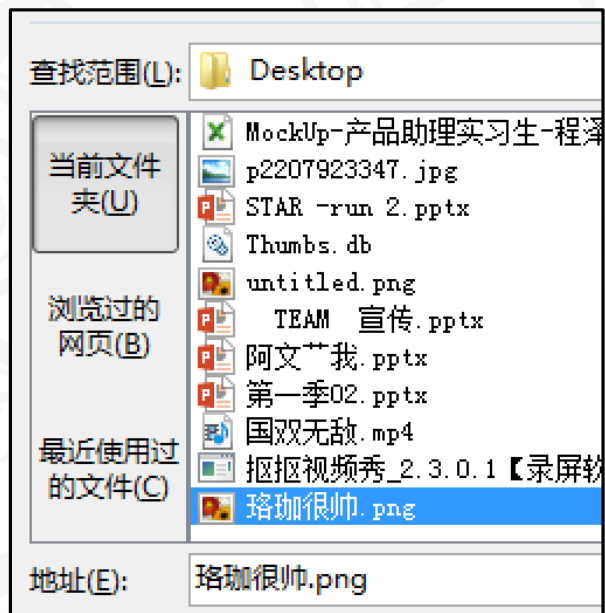 查找范围(L): Desktop
当前文件
夹(U)
浏览过的
网页(B)
最近使用过
的文件(C)
MockUp-产品助理实习生-程泽
p2207923347.jpg
STAR -run 2.pptx
Thumbs.db
untitled.png
TEAM 宣传.pptx
阿文艹我.pptx
第一季02.pptx
国双无敌.mp4
抠抠视频秀_2.3.0.1【录屏软
珞珈很帅.png
地址(E): 珞珈很帅.png